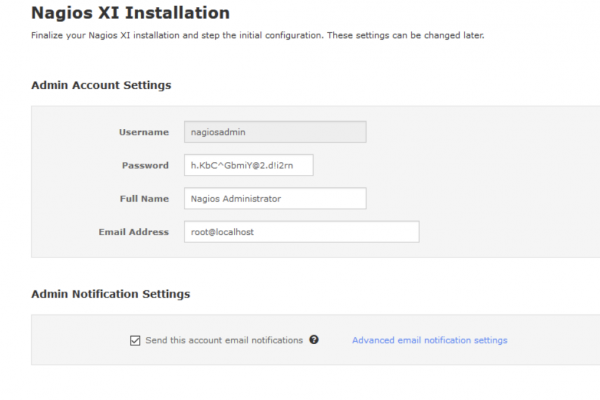 Nagios XI Installation
Finalize your Nagios XI installation and step the initial configuration. These settings can be changed later.
Admin Account Settings
Username nagiosadmin
Password h.KbC^GbmiY@2.d!i2rn
Full Name Nagios Administrator
Email Address root@localhost
Admin Notification Settings
Send this account email notifications ? Advanced email notification settings